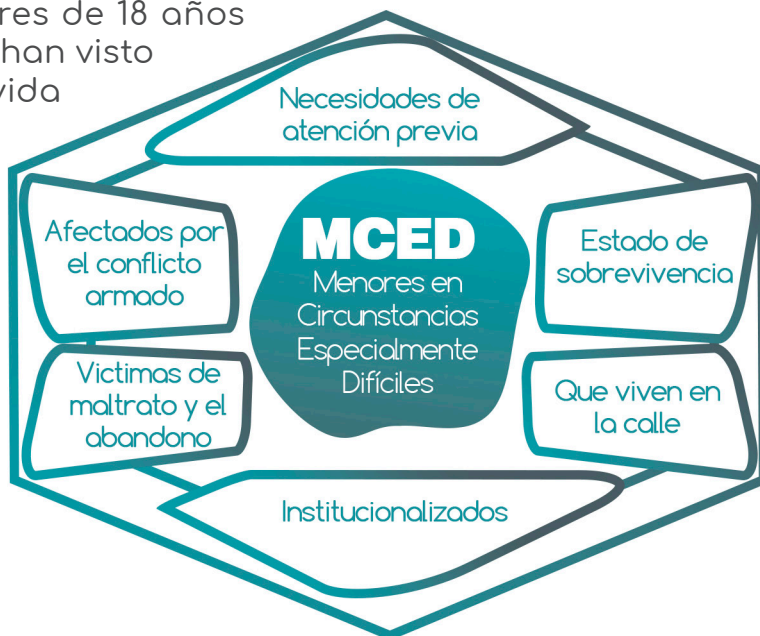 de 18 años
han visto
vida
Necesidades de
atención previa
Afectados por
el conflicto
armado
MCED
Menores en
Circunstancias
Especialmente
Difíciles
Estado de
sobrevivencia
Victimas de
maltrato y el
abandono
Que viven en
la calle
Institucionalizados